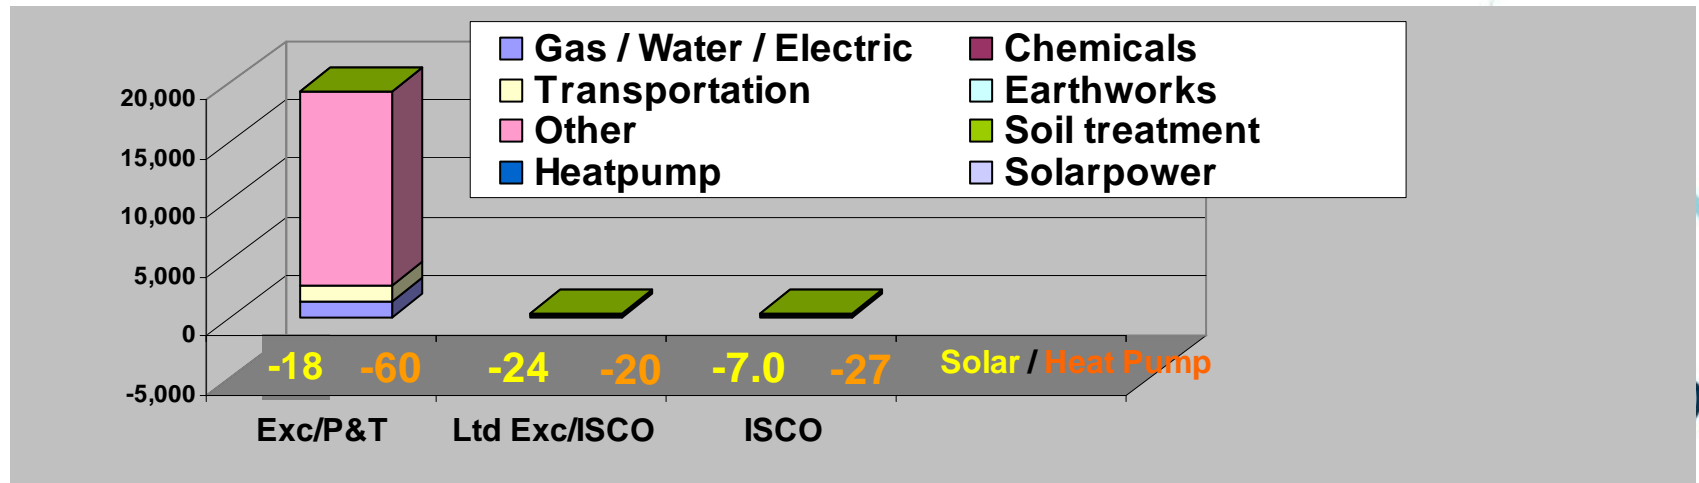 Gas / Water / Electric Chemicals
Transportation Earthworks
Other Soil treatment
Heatpump Solarpower
20,000
15,000
10,000
5,000
0
-5,000
-18 -60 -24 -20 -7.0 -27 Solar / Heat Pump
Exc/P&T Ltd Exc/ISCO ISCO